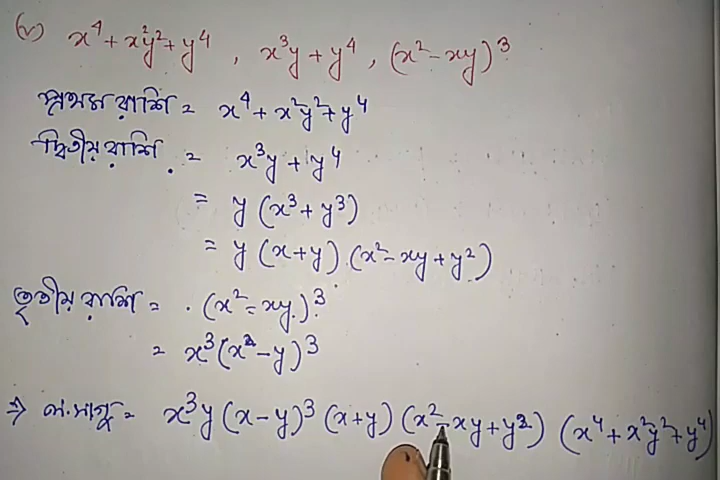 (v) x⁴ + x²y² + y⁴ , x³y + y⁴ , (x² - xy)³
প্রথম রাশি = x⁴ + x²y² + y⁴
দ্বিতীয় রাশি = x³y + y⁴
= y (x³ + y³)
= y (x + y) (x² - xy + y²)
তৃতীয় রাশি = (x² - xy)³
= x³ (x - y)³
⇒ ল.সাগু = x³y (x - y)³ (x + y) (x² - xy + y²) (x⁴ + x²y² + y⁴)